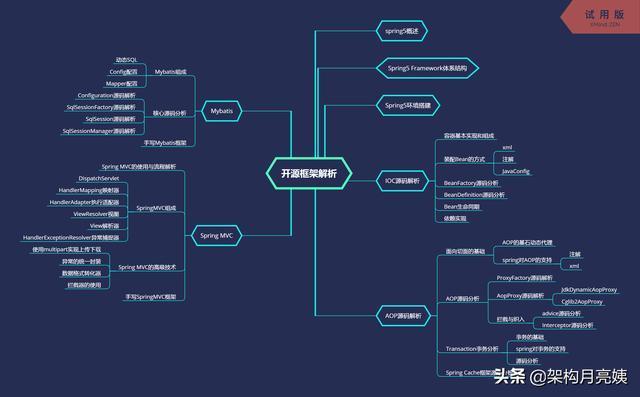 试用版
XMind ZEN
开源框架解析
spring5概述
Spring5 Framework体系结构
Spring5环境搭建
IOC源码解析
容器基本实现和组成
装配Bean的方式
xml
注解
JavaConfig
BeanFactory源码分析
BeanDefinition源码分析
Bean生命周期
依赖实现
AOP源码解析
面向切面的基础
AOP的基石动态代理
spring对AOP的支持
注解
xml
AOP源码分析
ProxyFactory源码解析
AopProxy源码解析
JdkDynamicAopProxy
Cglib2AopProxy
拦截与织入
advice源码分析
Interceptor源码分析
Transaction事务分析
事务的基础
spring对事务的支持
源码分析
Spring Cache框架源
Mybatis
Mybatis组成
动态SQL
Config配置
Mapper配置
核心源码分析
Configuration源码解析
SqlSessionFactory源码解析
SqlSession源码解析
SqlSessionManager源码解析
手写Mybatis框架
Spring MVC
Spring MVC的使用与流程解析
SpringMVC组成
DispatchServlet
HandlerMapping映射器
HandlerAdapter执行适配器
ViewResolver视图
View解析器
HandlerExceptionResolver异常捕捉器
Spring MVC的高级技术
使用multipart实现上传下载
异常的统一封装
数据格式转化器
拦截器的使用
手写SpringMVC框架
头条 @架构月亮姨